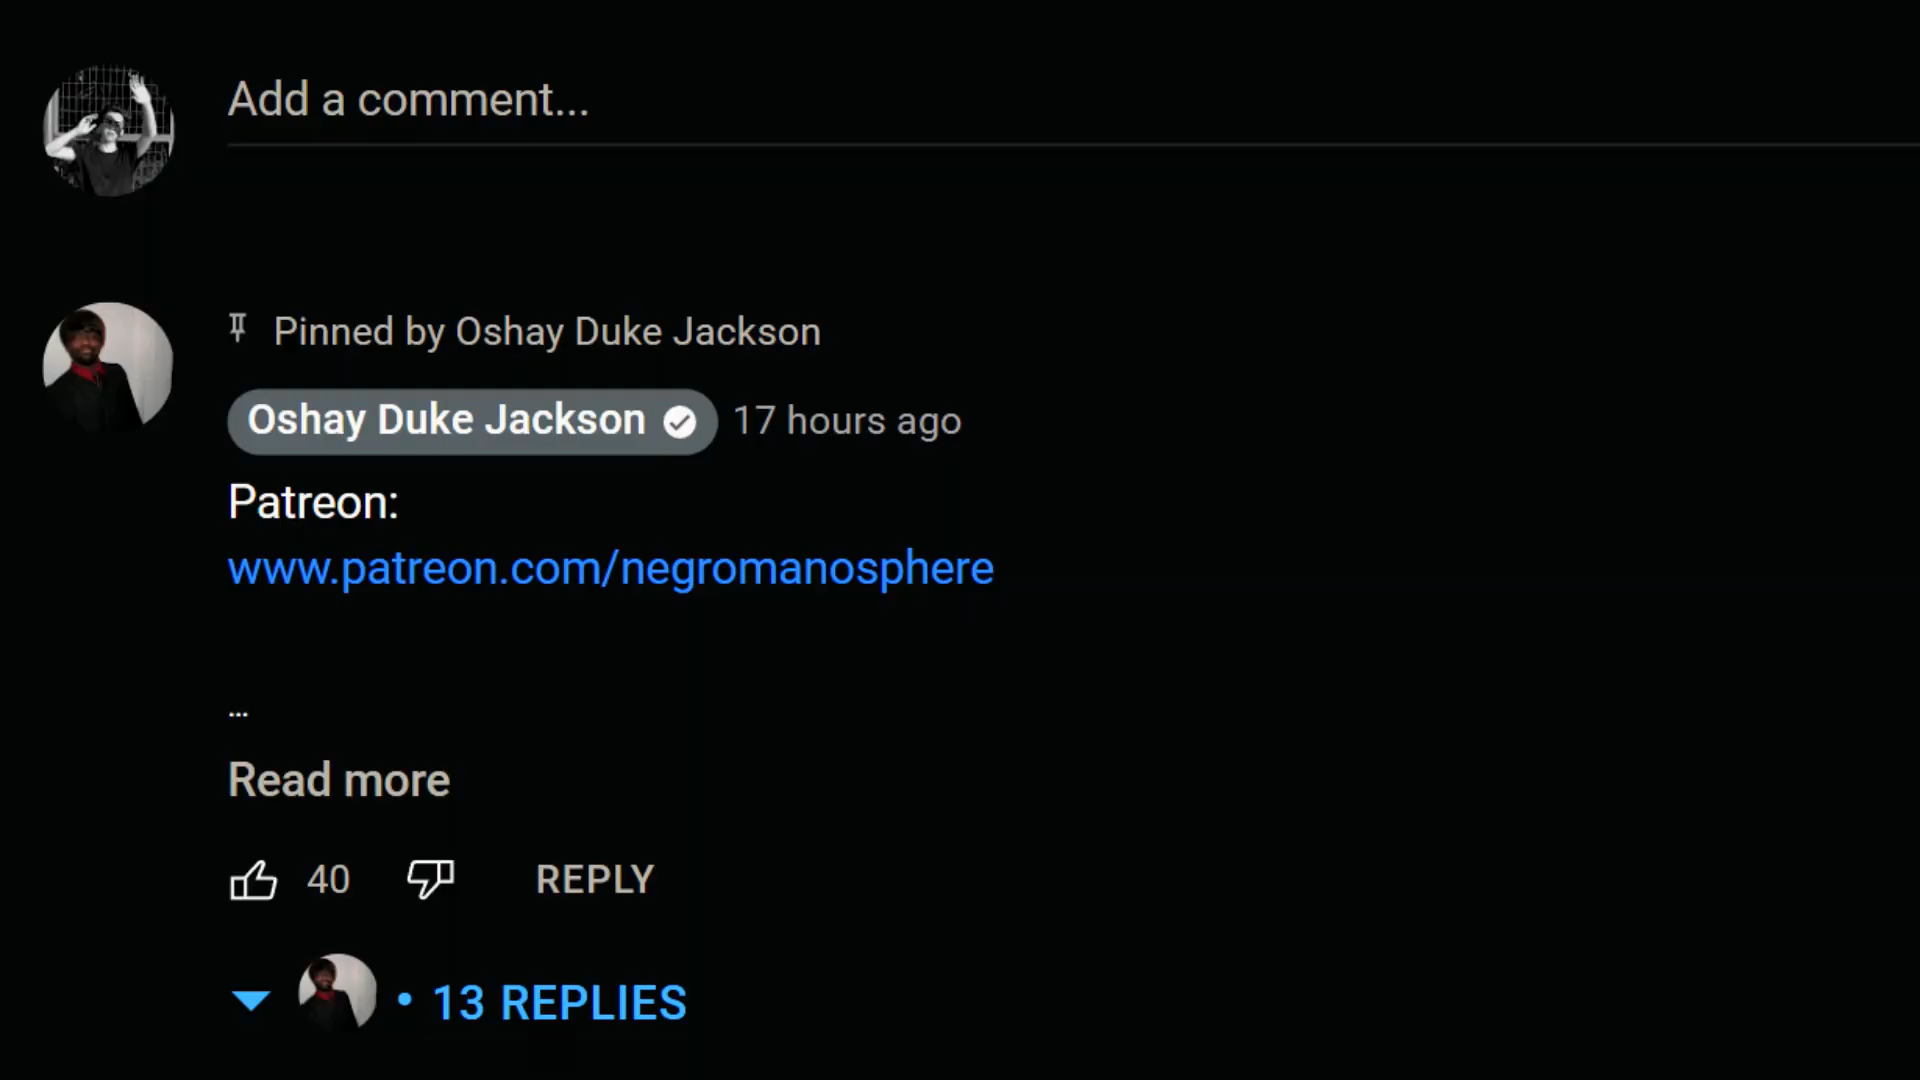 Add a comment...
Pinned by Oshay Duke Jackson
Oshay Duke Jackson 17 hours ago
Patreon:
www.patreon.com/negromanosphere
...
Read more
40 REPLY
• 13 REPLIES